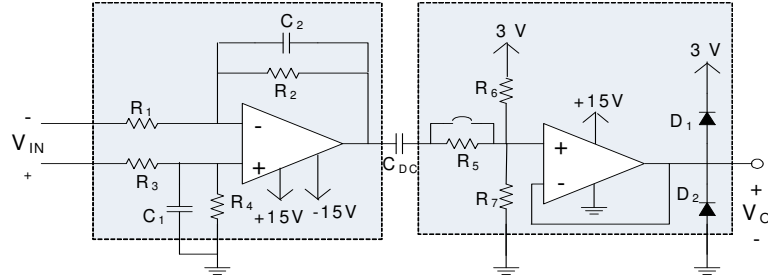 C2
R2
3 V
3 V
R6
+15V
R1
-
-
D1
VIN
+
+
R3
CDC
R5
+
-
C1
R4
+15V
-15V
R7
D2
+
VO
-